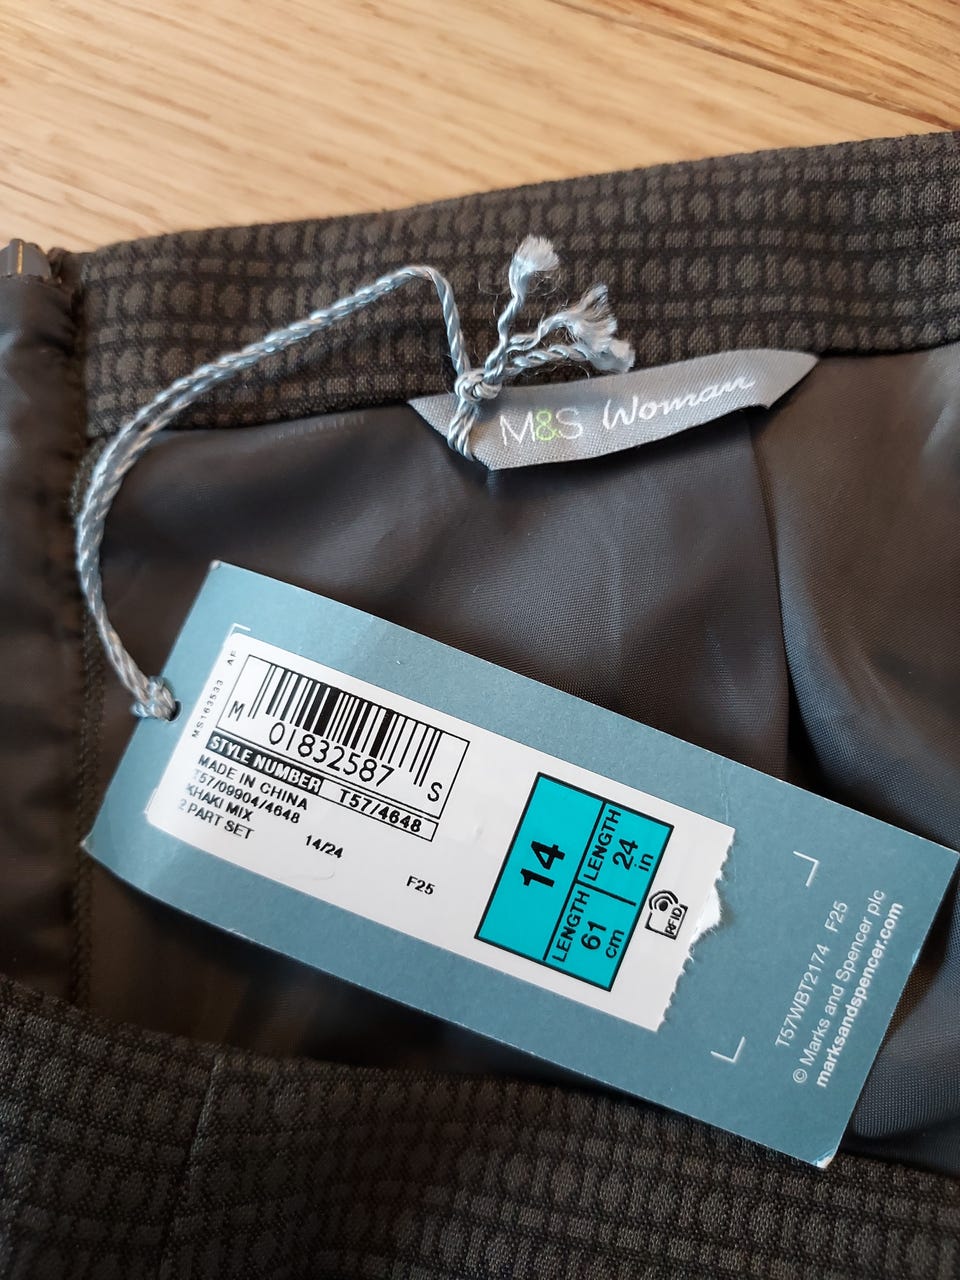 M&S Woman
MS163533 AF
M 01832587 S
STYLE NUMBER T57/4648
MADE IN CHINA
T57/09904/4648
KHAKI MIX
2 PART SET 14/24
F25
14
LENGTH 24 in
LENGTH 61 cm
RFID
T57WBT2174 F25
© Marks and Spencer plc
marksandspencer.com